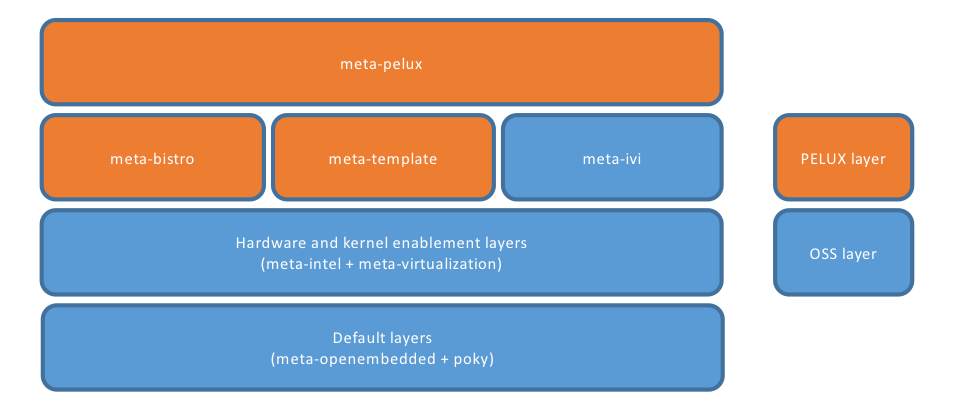 meta-pelux
meta-bistro
meta-template
meta-ivi
PELUX layer
Hardware and kernel enablement layers
(meta-intel + meta-virtualization)
OSS layer
Default layers
(meta-openembedded + poky)